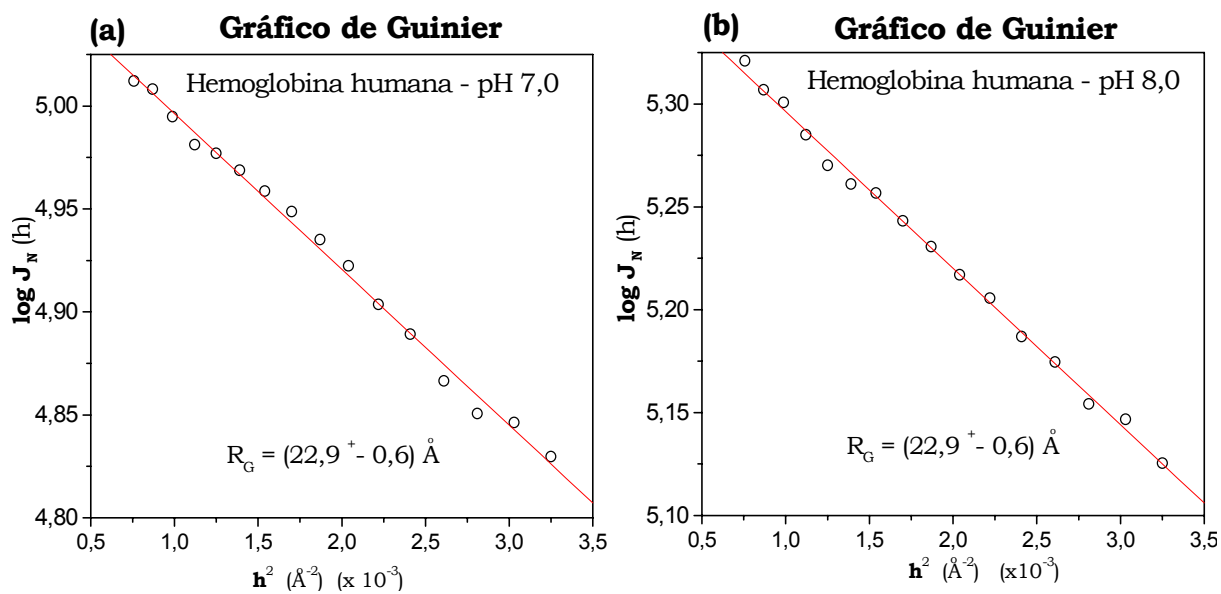 (a) Gráfico de Guinier
Hemoglobina humana - pH 7,0
log J_N (h)
5,00
4,95
4,90
4,85
4,80
R_G = (22,9 ⁺- 0,6) Å
0,5 1,0 1,5 2,0 2,5 3,0 3,5
h² (Å⁻²) (x 10⁻³)
(b) Gráfico de Guinier
Hemoglobina humana - pH 8,0
log J_N (h)
5,30
5,25
5,20
5,15
5,10
R_G = (22,9 ⁺- 0,6) Å
0,5 1,0 1,5 2,0 2,5 3,0 3,5
h² (Å⁻²) (x10⁻³)